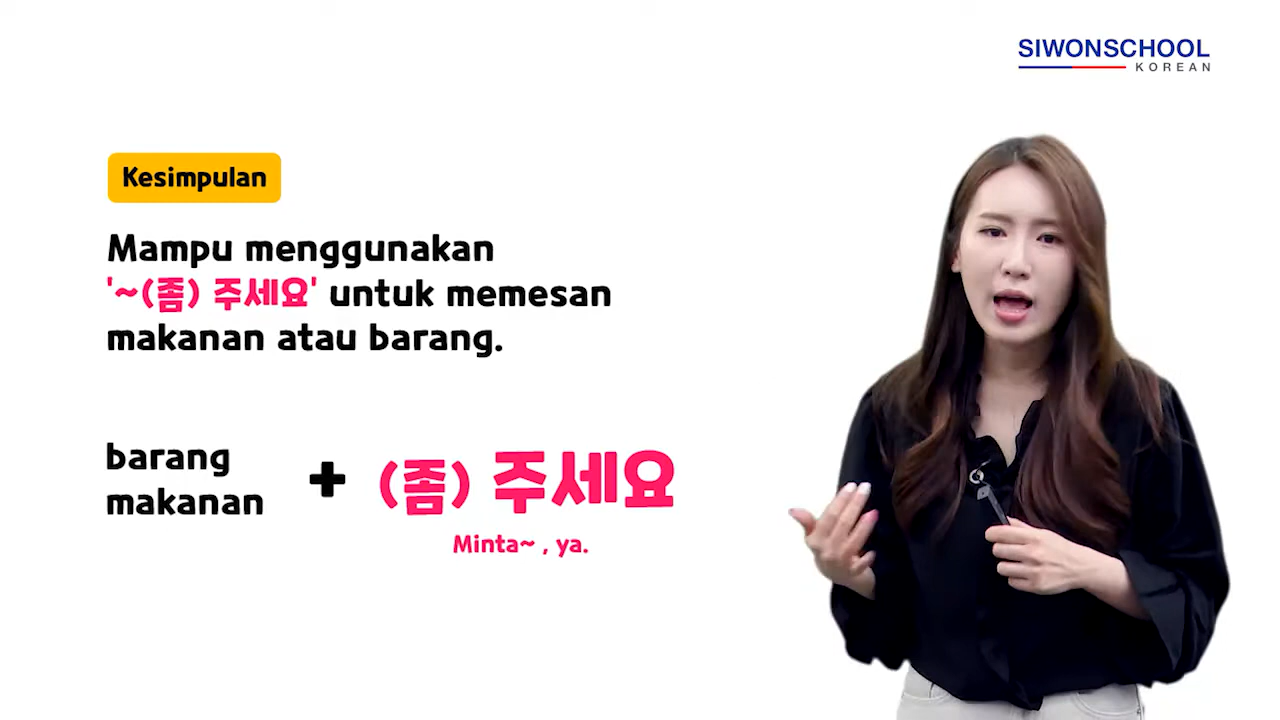 SIWONSCHOOL
KOREAN
Kesimpulan
Mampu menggunakan
'~(좀) 주세요' untuk memesan
makanan atau barang.
barang
makanan
+ (좀) 주세요
Minta~ , ya.